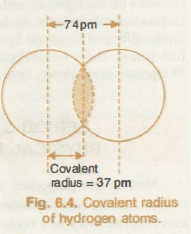 74pm
Covalent
radius = 37 pm
Fig. 6.4. Covalent radius
of hydrogen atoms.